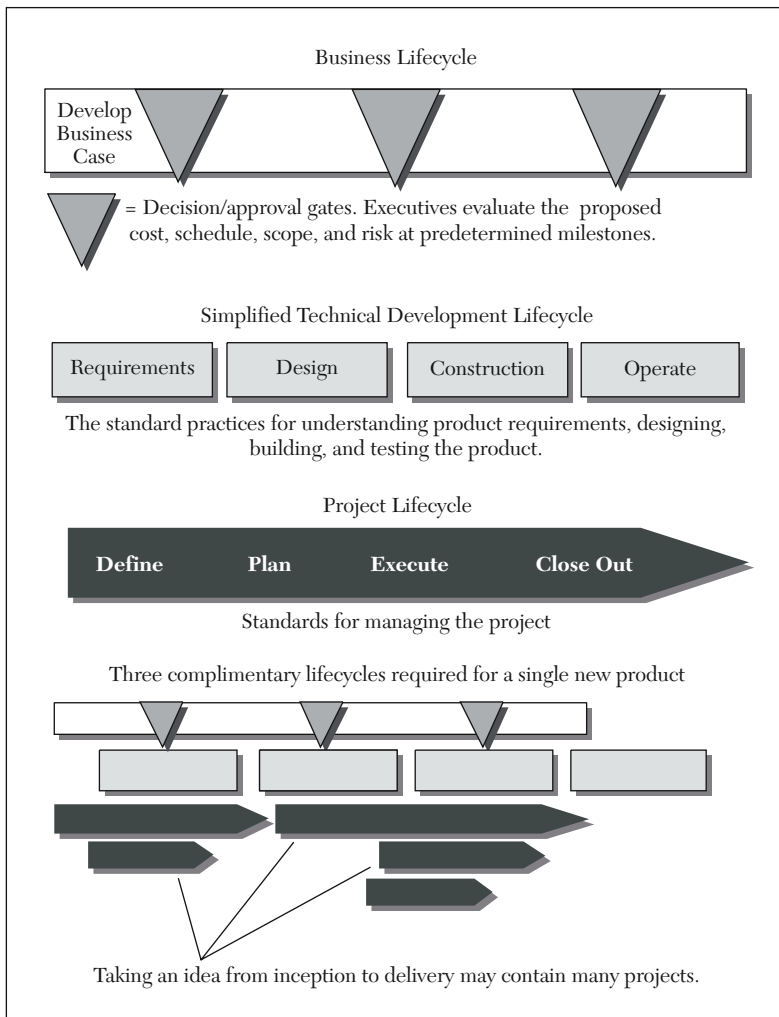 Business Lifecycle
Develop
Business
Case
= Decision/approval gates. Executives evaluate the proposed
cost, schedule, scope, and risk at predetermined milestones.
Simplified Technical Development Lifecycle
Requirements Design Construction Operate
The standard practices for understanding product requirements, designing,
building, and testing the product.
Project Lifecycle
Define Plan Execute Close Out
Standards for managing the project
Three complimentary lifecycles required for a single new product
Taking an idea from inception to delivery may contain many projects.